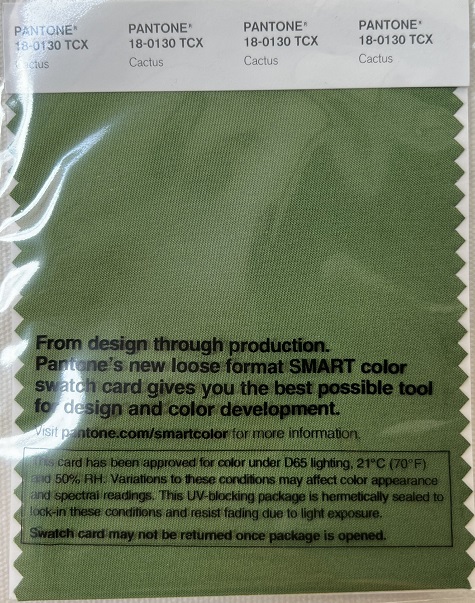 PANTONE® PANTONE® PANTONE® PANTONE®
18-0130 TCX 18-0130 TCX 18-0130 TCX 18-0130 TCX
Cactus Cactus Cactus Cactus
From design through production.
Pantone's new loose format SMART color
swatch card gives you the best possible tool
for design and color development.
Visit pantone.com/smartcolor for more information.
This card has been approved for color under D65 lighting, 21°C (70°F)
and 50% RH. Variations to these conditions may affect color appearance
and spectral readings. This UV-blocking package is hermetically sealed to
lock-in these conditions and resist fading due to light exposure.
Swatch card may not be returned once package is opened.